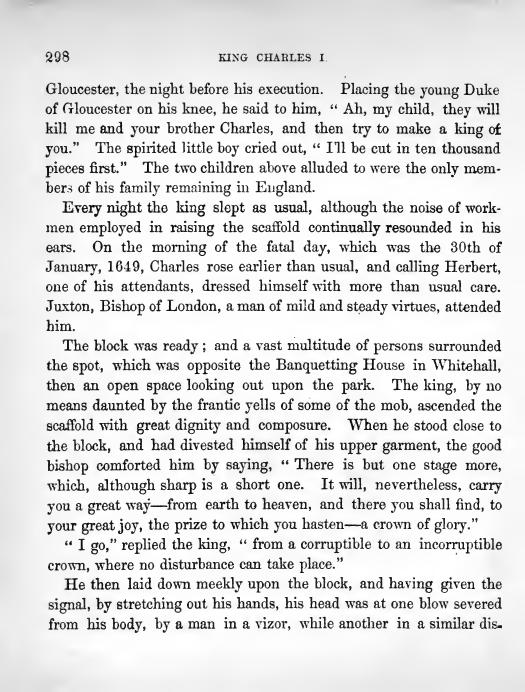 298 KING CHARLES I.
Gloucester, the night before his execution. Placing the young Duke
of Gloucester on his knee, he said to him, “ Ah, my child, they will
kill me and your brother Charles, and then try to make a king of
you.” The spirited little boy cried out, “ I'll be cut in ten thousand
pieces first.” The two children above alluded to were the only mem-
bers of his family remaining in England.
Every night the king slept as usual, although the noise of work-
men employed in raising the scaffold continually resounded in his
ears. On the morning of the fatal day, which was the 30th of
January, 1649, Charles rose earlier than usual, and calling Herbert,
one of his attendants, dressed himself with more than usual care.
Juxton, Bishop of London, a man of mild and steady virtues, attended
him.
The block was ready ; and a vast multitude of persons surrounded
the spot, which was opposite the Banquetting House in Whitehall,
then an open space looking out upon the park. The king, by no
means daunted by the frantic yells of some of the mob, ascended the
scaffold with great dignity and composure. When he stood close to
the block, and had divested himself of his upper garment, the good
bishop comforted him by saying, “ There is but one stage more,
which, although sharp is a short one. It will, nevertheless, carry
you a great way—from earth to heaven, and there you shall find, to
your great joy, the prize to which you hasten—a crown of glory.”
“ I go,” replied the king, “ from a corruptible to an incorruptible
crown, where no disturbance can take place.”
He then laid down meekly upon the block, and having given the
signal, by stretching out his hands, his head was at one blow severed
from his body, by a man in a vizor, while another in a similar dis-